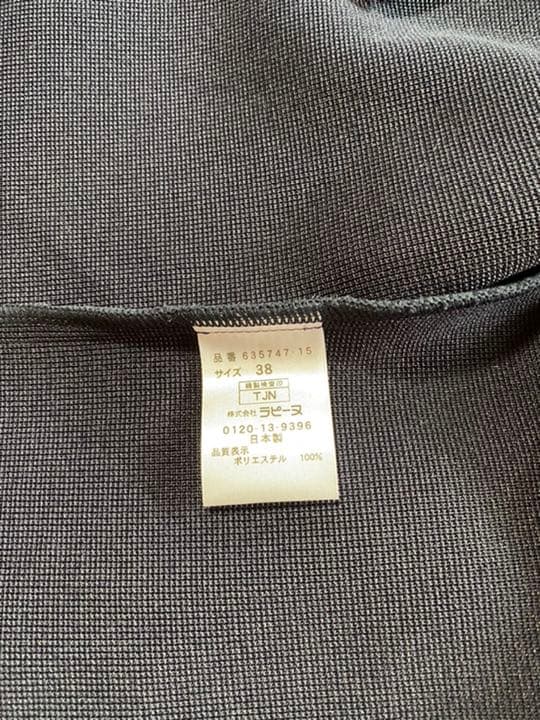 品番 635747-15
サイズ 38
縫製検査印
TJN
株式会社 ラピーヌ
0120-13-9396
日本製
品質表示
ポリエステル 100%